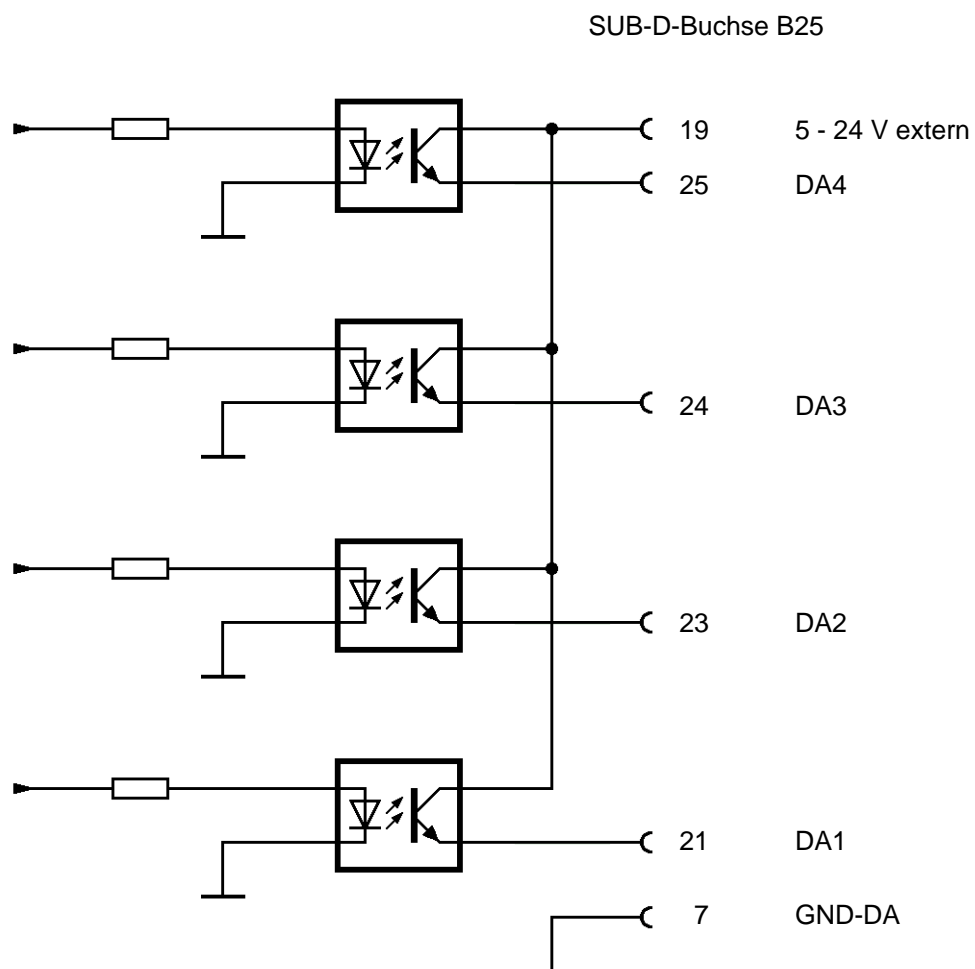 SUB-D-Buchse B25
19 5 - 24 V extern
25 DA4
24 DA3
23 DA2
21 DA1
7 GND-DA